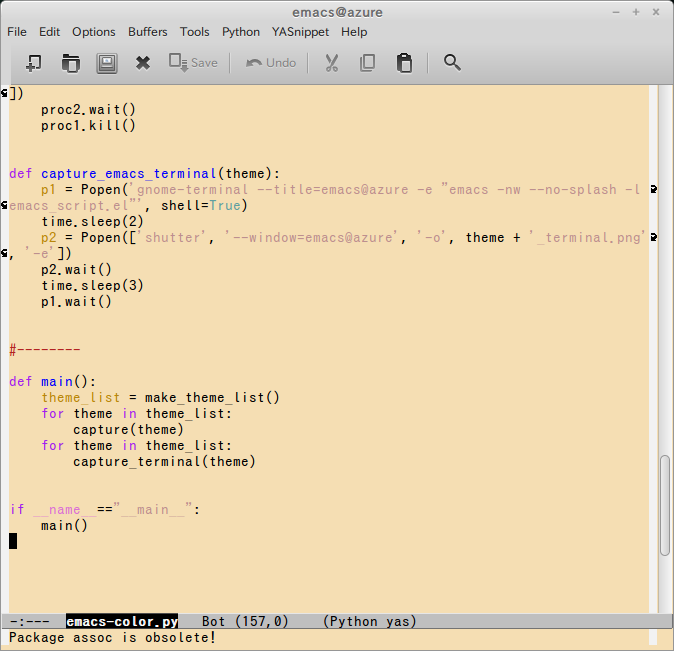 emacs@azure
File Edit Options Buffers Tools Python YASnippet Help
Save Undo
])
    proc2.wait()
    proc1.kill()
def capture_emacs_terminal(theme):
    p1 = Popen('gnome-terminal --title=emacs@azure -e "emacs -nw --no-splash -l
emacs_script.el"', shell=True)
    time.sleep(2)
    p2 = Popen(['shutter', '--window=emacs@azure', '-o', theme + '_terminal.png'
, '-e'])
    p2.wait()
    time.sleep(3)
    p1.wait()
#--------
def main():
    theme_list = make_theme_list()
    for theme in theme_list:
        capture(theme)
    for theme in theme_list:
        capture_terminal(theme)
if __name__=="__main__":
    main()
-:--- emacs-color.py Bot (157,0) (Python yas)
Package assoc is obsolete!